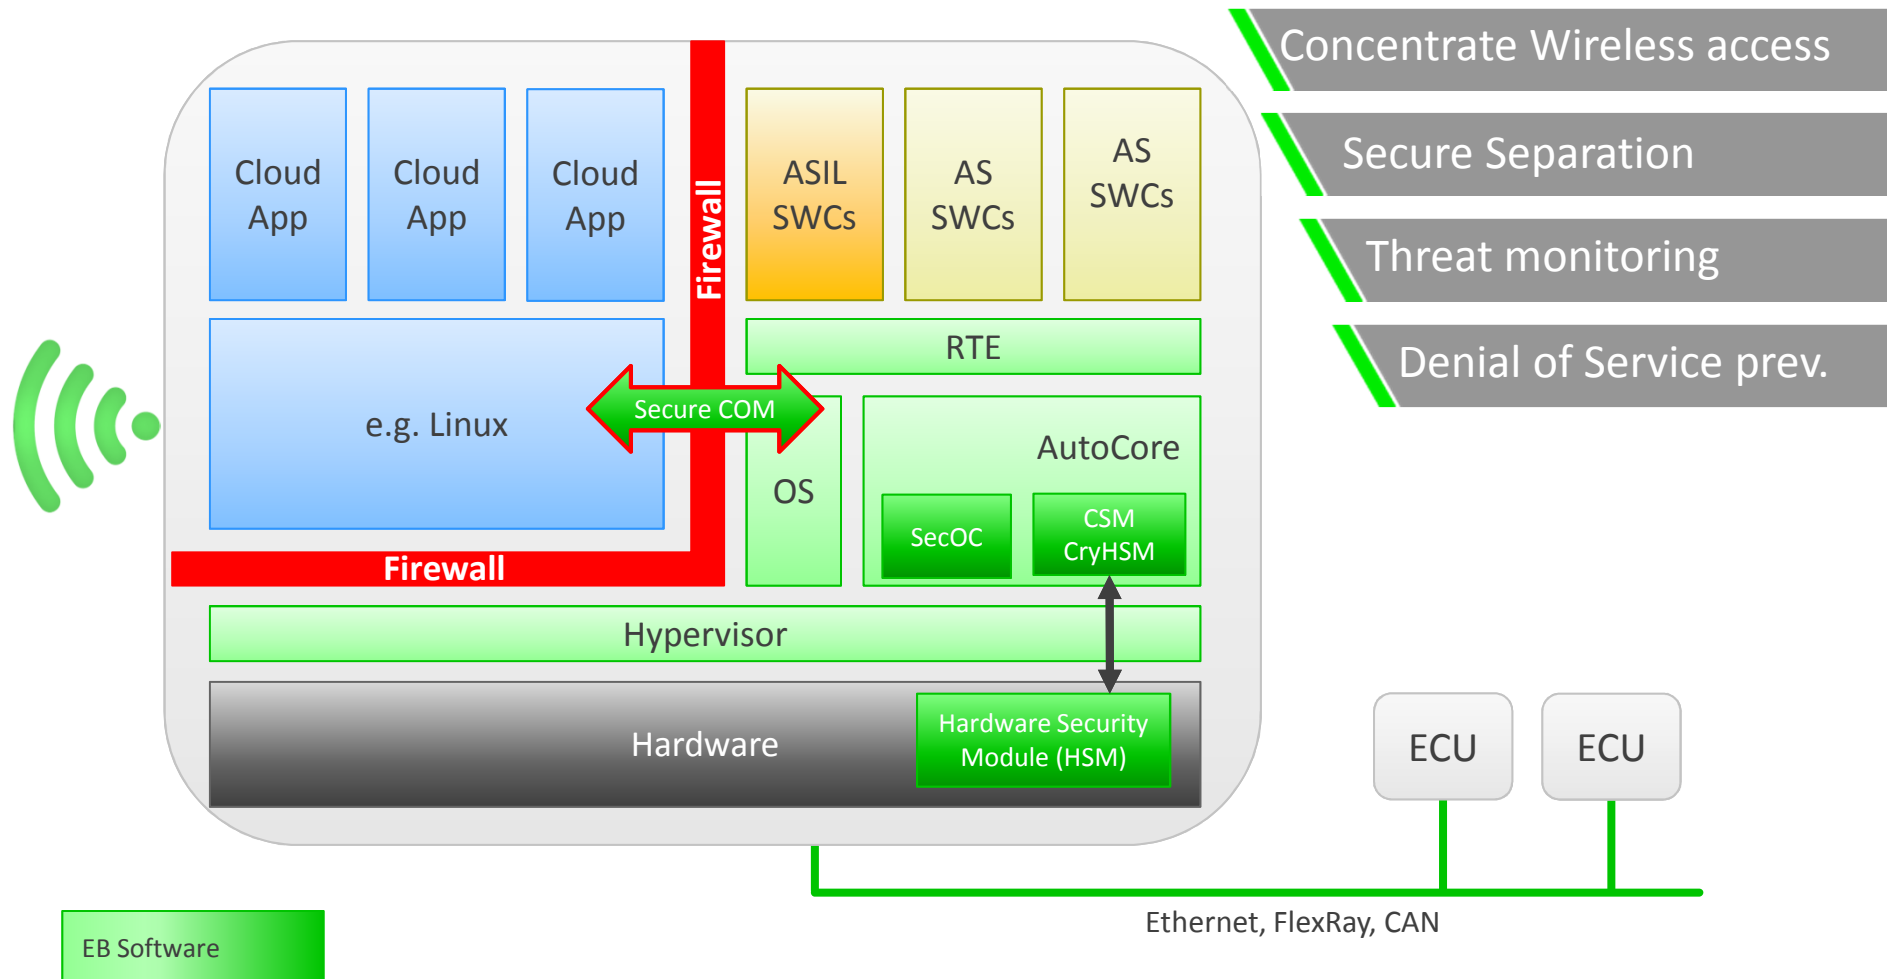 Concentrate Wireless access
Secure Separation
Threat monitoring
Denial of Service prev.
Cloud
App
Cloud
App
Cloud
App
Firewall
ASIL
SWCs
AS
SWCs
AS
SWCs
RTE
e.g. Linux
Secure COM
OS
AutoCore
SecOC
CSM
CryHSM
Firewall
Hypervisor
Hardware
Hardware Security
Module (HSM)
ECU
ECU
Ethernet, FlexRay, CAN
EB Software